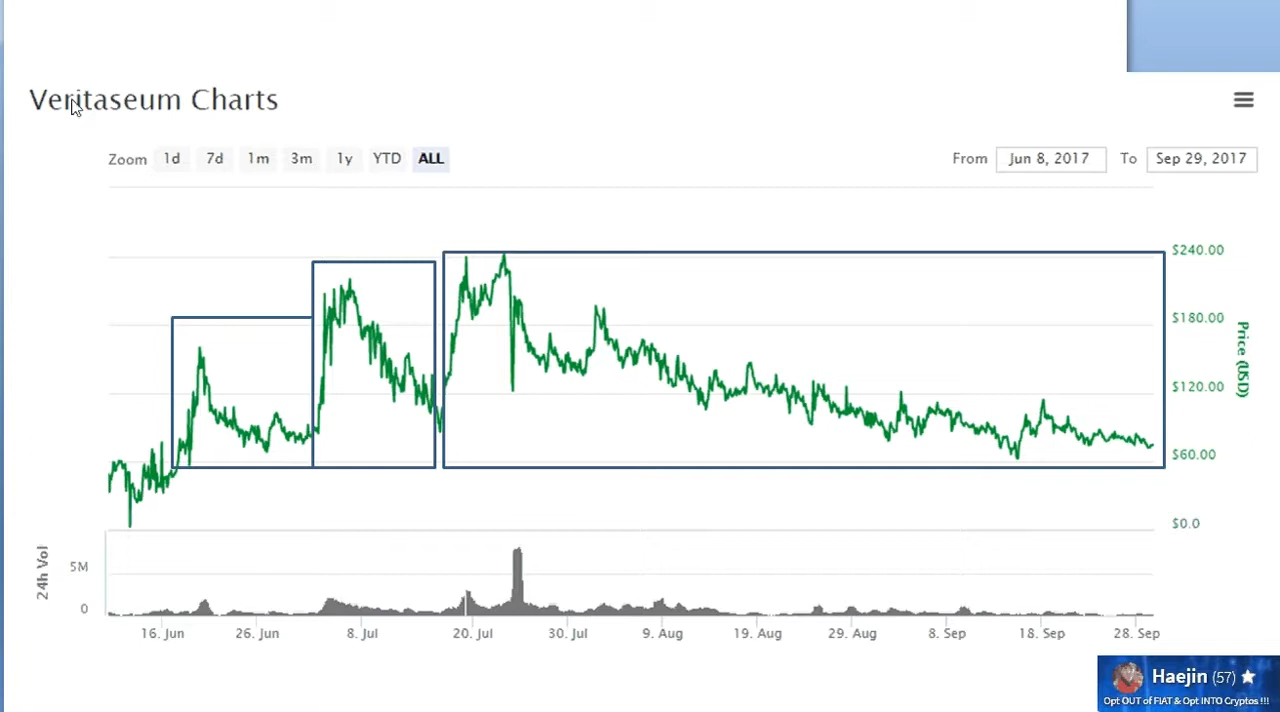 Veritaseum Charts
Zoom 1d 7d 1m 3m 1y YTD ALL From Jun 8, 2017 To Sep 29, 2017
$240.00
$180.00
$120.00
$60.00
$0.0
Price (USD)
24h Vol
5M
0
16. Jun 26. Jun 8. Jul 20. Jul 30. Jul 9. Aug 19. Aug 29. Aug 8. Sep 18. Sep 28. Sep
Haejin (57)
Opt OUT of FIAT & Opt INTO Cryptos !!!